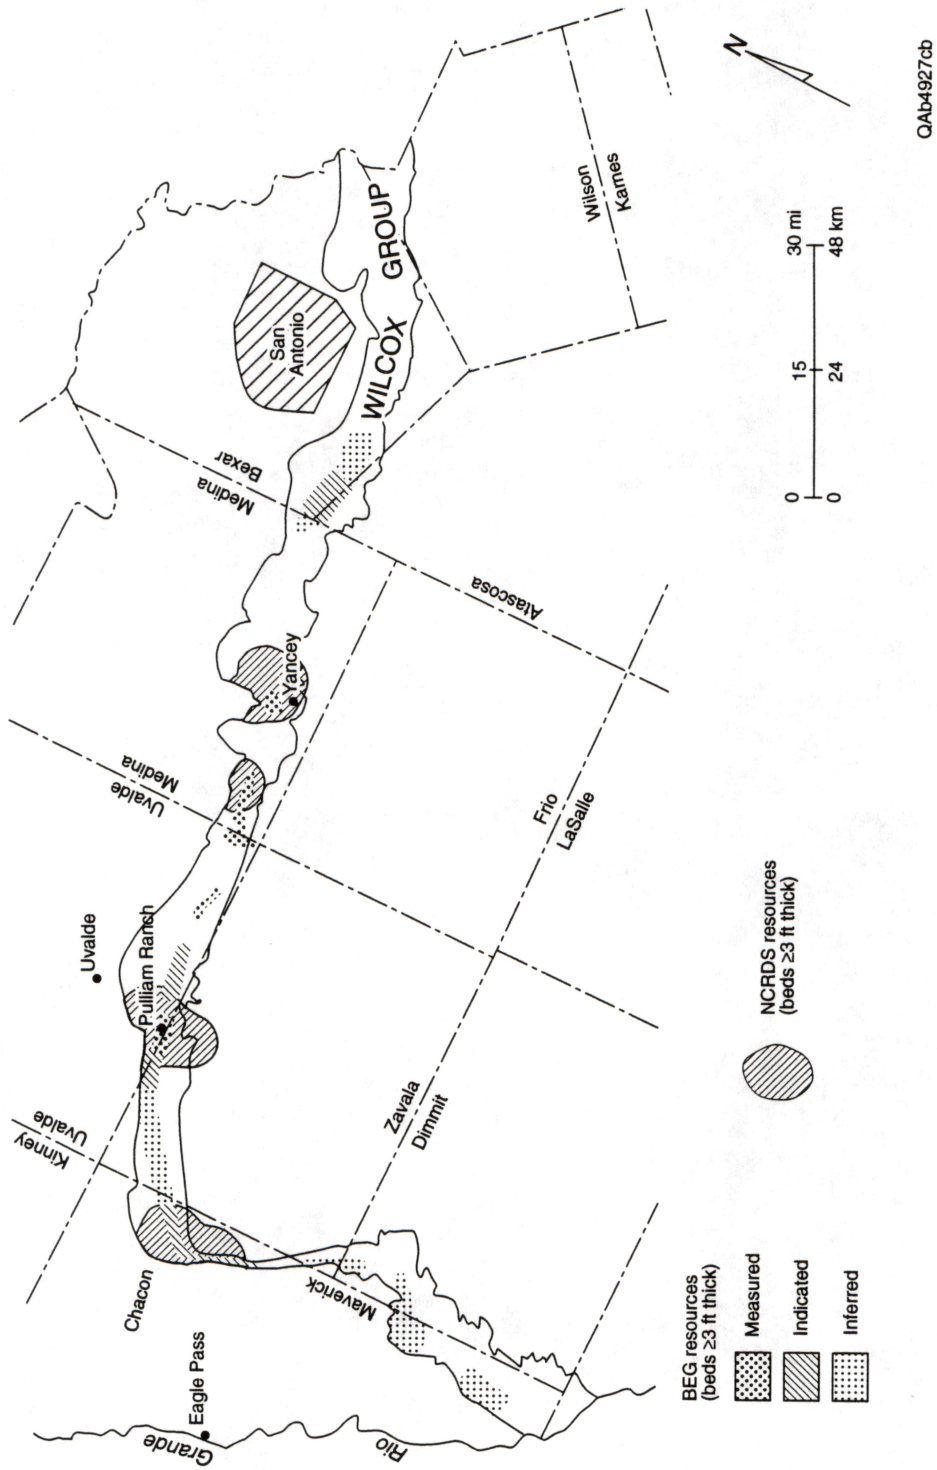 Rio
Grande
Eagle Pass
Chacon
Maverick
Kinney
Uvalde
Zavala
Dimmit
Pulliam Ranch
Uvalde
Uvalde
Medina
Frio
LaSalle
Yancey
Atascosa
Medina
Bexar
San
Antonio
WILCOX GROUP
Wilson
Karnes
N
BEG resources
(beds ≥3 ft thick)
Measured
Indicated
Inferred
NCRDS resources
(beds ≥3 ft thick)
0 15 30 mi
0 24 48 km
QAb4927cb